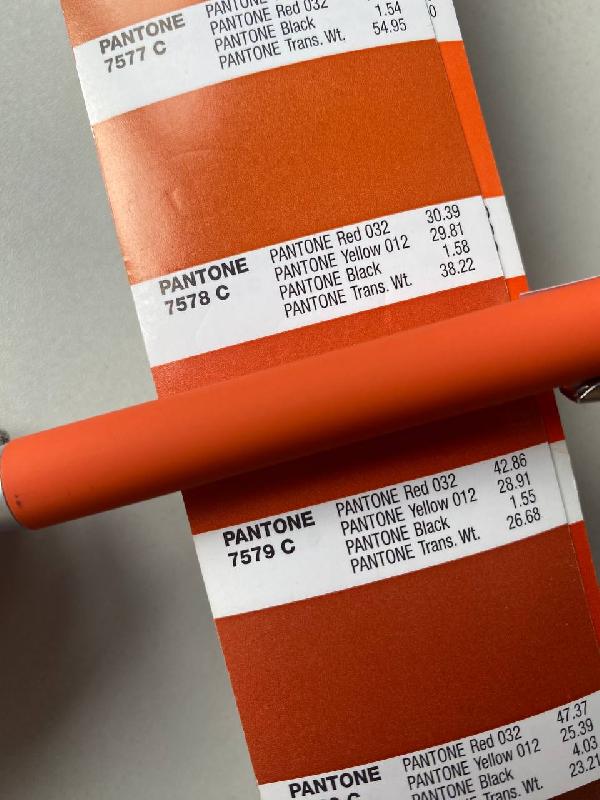 PANTONE
7577 C
PANTONE Red 032
PANTONE Black 1.54
PANTONE Trans. Wt. 54.95
0
PANTONE
7578 C
PANTONE Red 032 30.39
PANTONE Yellow 012 29.81
PANTONE Black 1.58
PANTONE Trans. Wt. 38.22
PANTONE
7579 C
PANTONE Red 032 42.86
PANTONE Yellow 012 28.91
PANTONE Black 1.55
PANTONE Trans. Wt. 26.68
PANTONE
C
PANTONE Red 032 47.37
PANTONE Yellow 012 25.39
PANTONE Black 4.03
Trans. Wt. 23.21